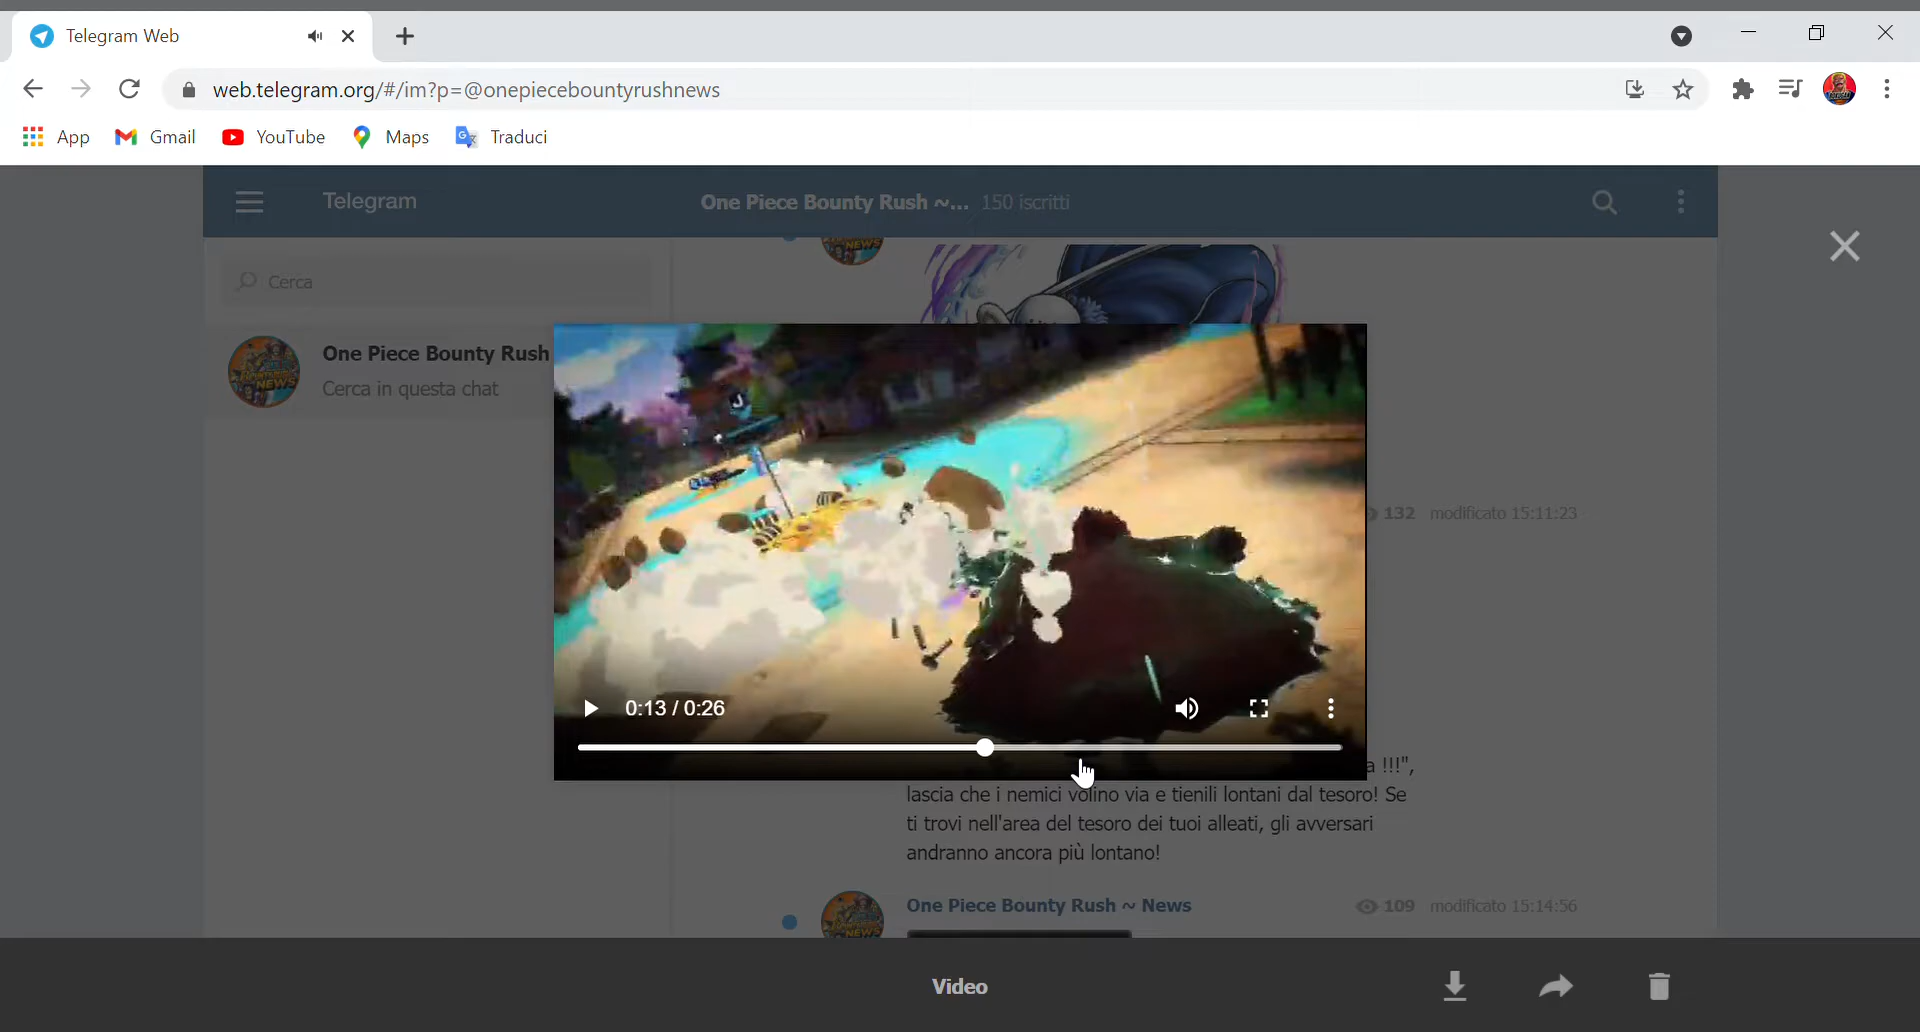 Telegram Web
web.telegram.org/#/im?p=@onepiecebountyrushnews
App Gmail YouTube Maps Traduci
Telegram One Piece Bounty Rush ~... 150 iscritti
NEWS
Cerca
One Piece Bounty Rush
Cerca in questa chat
NEWS
J
132 modificato 15:11:23
0:13 / 0:26
a !!!",
lascia che i nemici volino via e tienili lontani dal tesoro! Se
ti trovi nell'area del tesoro dei tuoi alleati, gli avversari
andranno ancora più lontano!
One Piece Bounty Rush ~ News 109 modificato 15:14:56
NEWS
Video